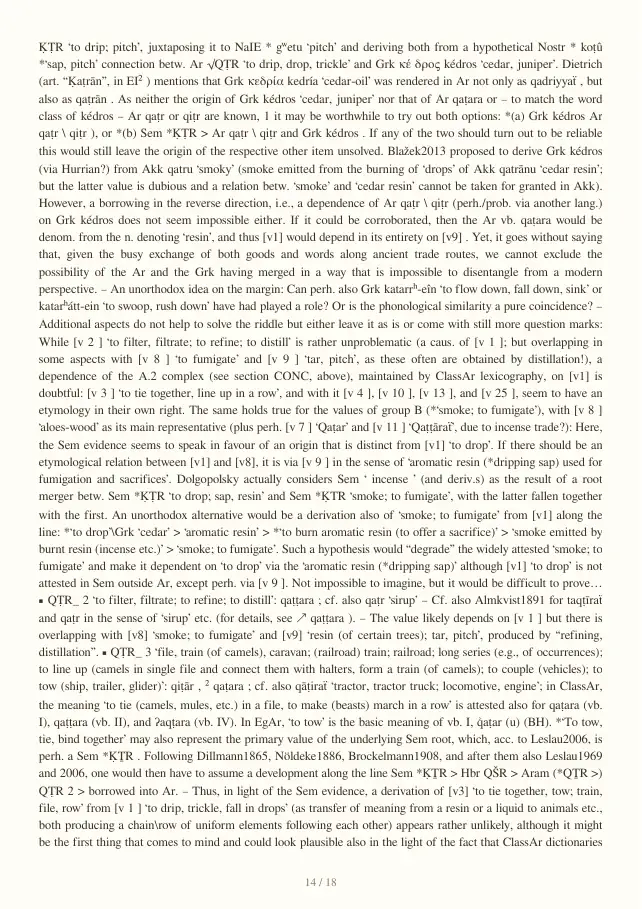 ḲṬR ‘to drip; pitch’, juxtaposing it to NaIE * gʷetu ‘pitch’ and deriving both from a hypothetical Nostr * ḳoṭû
*‘sap, pitch’ connection betw. Ar √QṬR ‘to drip, drop, trickle’ and Grk κέ δρος kédros ‘cedar, juniper’. Dietrich
(art. “Ḳaṭrān”, in EI² ) mentions that Grk κεδρία kedría ‘cedar-oil’ was rendered in Ar not only as qadriyyaẗ , but
also as qaṭrān . As neither the origin of Grk kédros ‘cedar, juniper’ nor that of Ar qaṭara or – to match the word
class of kédros – Ar qaṭr or qiṭr are known, 1 it may be worthwhile to try out both options: *(a) Grk kédros Ar
qaṭr \ qiṭr ), or *(b) Sem *ḲṬR > Ar qaṭr \ qiṭr and Grk kédros . If any of the two should turn out to be reliable
this would still leave the origin of the respective other item unsolved. Blažek2013 proposed to derive Grk kédros
(via Hurrian?) from Akk qatru ‘smoky’ (smoke emitted from the burning of ‘drops’ of Akk qatrānu ‘cedar resin’;
but the latter value is dubious and a relation betw. ‘smoke’ and ‘cedar resin’ cannot be taken for granted in Akk).
However, a borrowing in the reverse direction, i.e., a dependence of Ar qaṭr \ qiṭr (perh./prob. via another lang.)
on Grk kédros does not seem impossible either. If it could be corroborated, then the Ar vb. qaṭara would be
denom. from the n. denoting ‘resin’, and thus [v1] would depend in its entirety on [v9] . Yet, it goes without saying
that, given the busy exchange of both goods and words along ancient trade routes, we cannot exclude the
possibility of the Ar and the Grk having merged in a way that is impossible to disentangle from a modern
perspective. – An unorthodox idea on the margin: Can perh. also Grk katarrʰ-eîn ‘to flow down, fall down, sink’ or
katarʰátt-ein ‘to swoop, rush down’ have had played a role? Or is the phonological similarity a pure coincidence? –
Additional aspects do not help to solve the riddle but either leave it as is or come with still more question marks:
While [v 2 ] ‘to filter, filtrate; to refine; to distill’ is rather unproblematic (a caus. of [v 1 ]; but overlapping in
some aspects with [v 8 ] ‘to fumigate’ and [v 9 ] ‘tar, pitch’, as these often are obtained by distillation!), a
dependence of the A.2 complex (see section CONC, above), maintained by ClassAr lexicography, on [v1] is
doubtful: [v 3 ] ‘to tie together, line up in a row’, and with it [v 4 ], [v 10 ], [v 13 ], and [v 25 ], seem to have an
etymology in their own right. The same holds true for the values of group B (*‘smoke; to fumigate’), with [v 8 ]
‘aloes-wood’ as its main representative (plus perh. [v 7 ] ‘Qaṭar’ and [v 11 ] ‘Qaṭṭāraẗ’, due to incense trade?): Here,
the Sem evidence seems to speak in favour of an origin that is distinct from [v1] ‘to drop’. If there should be an
etymological relation between [v1] and [v8], it is via [v 9 ] in the sense of ‘aromatic resin (*dripping sap) used for
fumigation and sacrifices’. Dolgopolsky actually considers Sem ‘ incense ’ (and deriv.s) as the result of a root
merger betw. Sem *ḲṬR ‘to drop; sap, resin’ and Sem *ḲṬR ‘smoke; to fumigate’, with the latter fallen together
with the first. An unorthodox alternative would be a derivation also of ‘smoke; to fumigate’ from [v1] along the
line: *‘to drop’\Grk ‘cedar’ > ‘aromatic resin’ > *‘to burn aromatic resin (to offer a sacrifice)’ > ‘smoke emitted by
burnt resin (incense etc.)’ > ‘smoke; to fumigate’. Such a hypothesis would “degrade” the widely attested ‘smoke; to
fumigate’ and make it dependent on ‘to drop’ via the ‘aromatic resin (*dripping sap)’ although [v1] ‘to drop’ is not
attested in Sem outside Ar, except perh. via [v 9 ]. Not impossible to imagine, but it would be difficult to prove…
▪ QṬR_ 2 ‘to filter, filtrate; to refine; to distill’: qaṭṭara ; cf. also qaṭr ‘sirup’ – Cf. also Almkvist1891 for taqṭīraẗ
and qaṭr in the sense of ‘sirup’ etc. (for details, see ↗ qaṭṭara ). – The value likely depends on [v 1 ] but there is
overlapping with [v8] ‘smoke; to fumigate’ and [v9] ‘resin (of certain trees); tar, pitch’, produced by “refining,
distillation”. ▪ QṬR_ 3 ‘file, train (of camels), caravan; (railroad) train; railroad; long series (e.g., of occurrences);
to line up (camels in single file and connect them with halters, form a train (of camels); to couple (vehicles); to
tow (ship, trailer, glider)’: qiṭār , ² qaṭara ; cf. also qāṭiraẗ ‘tractor, tractor truck; locomotive, engine’; in ClassAr,
the meaning ‘to tie (camels, mules, etc.) in a file, to make (beasts) march in a row’ is attested also for qaṭara (vb.
I), qaṭṭara (vb. II), and ʔaqṭara (vb. IV). In EgAr, ‘to tow’ is the basic meaning of vb. I, q̇aṭar (u) (BH). *‘To tow,
tie, bind together’ may also represent the primary value of the underlying Sem root, which, acc. to Leslau2006, is
perh. a Sem *ḲṬR . Following Dillmann1865, Nöldeke1886, Brockelmann1908, and after them also Leslau1969
and 2006, one would then have to assume a development along the line Sem *ḲṬR > Hbr QŠR > Aram (*QṬR >)
QṬR 2 > borrowed into Ar. – Thus, in light of the Sem evidence, a derivation of [v3] ‘to tie together, tow; train,
file, row’ from [v 1 ] ‘to drip, trickle, fall in drops’ (as transfer of meaning from a resin or a liquid to animals etc.,
both producing a chain\row of uniform elements following each other) appears rather unlikely, although it might
be the first thing that comes to mind and could look plausible also in the light of the fact that ClassAr dictionaries
14 / 18